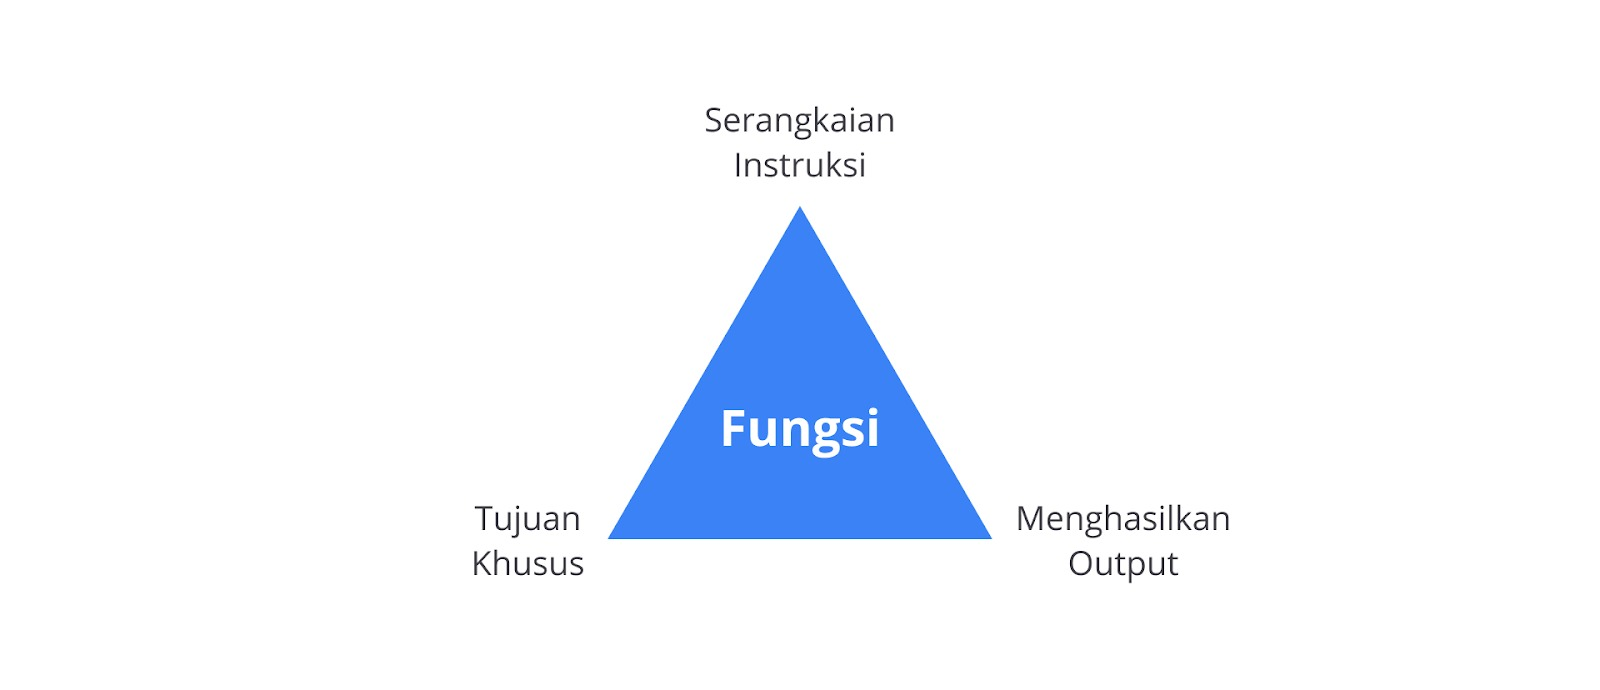 Serangkaian
Instruksi
Fungsi
Tujuan
Khusus
Menghasilkan
Output